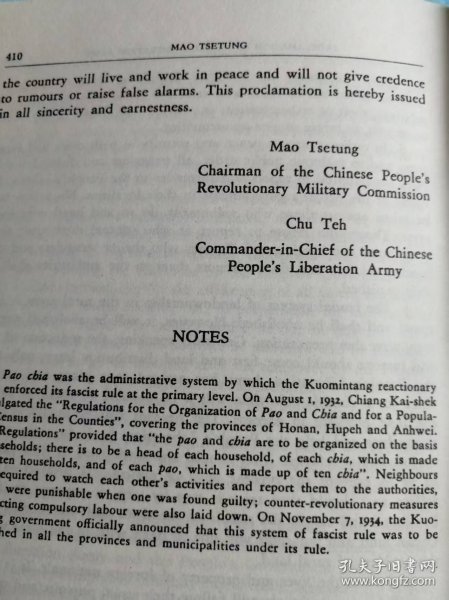 410
MAO TSETUNG
the country will live and work in peace and will not give credence
to rumours or raise false alarms. This proclamation is hereby issued
in all sincerity and earnestness.
Mao Tsetung
Chairman of the Chinese People's
Revolutionary Military Commission
Chu Teh
Commander-in-Chief of the Chinese
People's Liberation Army
NOTES
Pao chia was the administrative system by which the Kuomintang reactionary
enforced its fascist rule at the primary level. On August 1, 1932, Chiang Kai-shek
ulgated the "Regulations for the Organization of Pao and Chia and for a Popula-
Census in the Counties", covering the provinces of Honan, Hupeh and Anhwei.
Regulations" provided that "the pao and chia are to be organized on the basis
seholds; there is to be a head of each household, of each chia, which is made
ten households, and of each pao, which is made up of ten chia". Neighbours
equired to watch each other's activities and report them to the authorities,
were punishable when one was found guilty; counter-revolutionary measures
cting compulsory labour were also laid down. On November 7, 1934, the Kuo-
g government officially announced that this system of fascist rule was to be
hed in all the provinces and municipalities under its rule.
孔夫子旧书网
www.kongfz.com